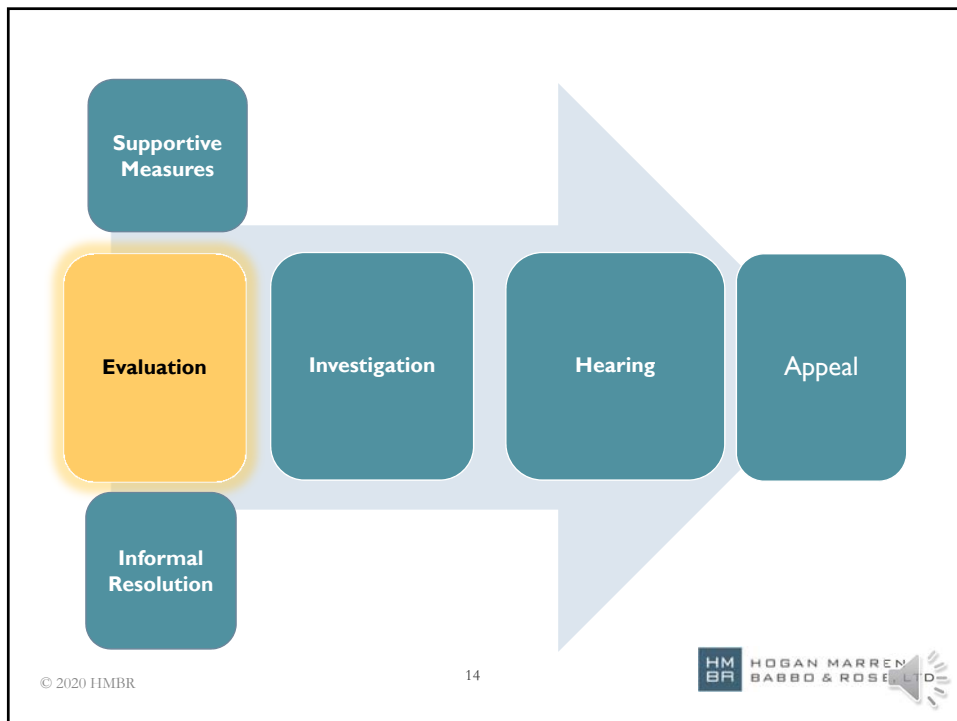 Supportive
Measures
Evaluation
Investigation
Hearing
Appeal
Informal
Resolution
© 2020 HMBR
14
HM
BR
HOGAN MARREN
BABBO & ROSE, LTD